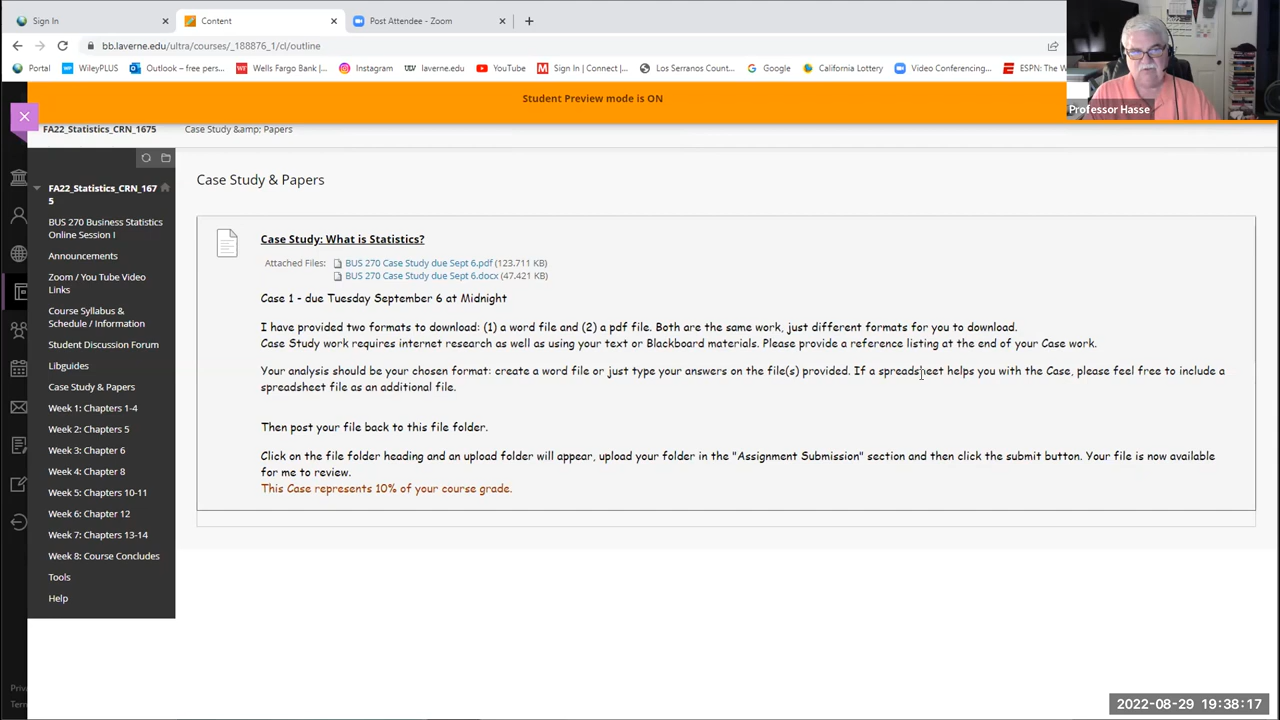 Sign In
Content
Post Attendee - Zoom
bb.laverne.edu/ultra/courses/_188876_1/cl/outline
Portal
WileyPLUS
Outlook – free pers...
Wells Fargo Bank |...
Instagram
laverne.edu
YouTube
Sign In | Connect |...
Los Serranos Count...
Google
California Lottery
Video Conferencing,...
ESPN: The W
Student Preview mode is ON
Professor Hasse
FA22_Statistics_CRN_1675
Case Study &amp; Papers
FA22_Statistics_CRN_167
5
BUS 270 Business Statistics
Online Session I
Announcements
Zoom / You Tube Video
Links
Course Syllabus &
Schedule / Information
Student Discussion Forum
Libguides
Case Study & Papers
Week 1: Chapters 1-4
Week 2: Chapters 5
Week 3: Chapter 6
Week 4: Chapter 8
Week 5: Chapters 10-11
Week 6: Chapter 12
Week 7: Chapters 13-14
Week 8: Course Concludes
Tools
Help
Priv
Tern
Case Study & Papers
Case Study: What is Statistics?
Attached Files: BUS 270 Case Study due Sept 6.pdf (123.711 KB)
BUS 270 Case Study due Sept 6.docx (47.421 KB)
Case 1 - due Tuesday September 6 at Midnight
I have provided two formats to download: (1) a word file and (2) a pdf file. Both are the same work, just different formats for you to download.
Case Study work requires internet research as well as using your text or Blackboard materials. Please provide a reference listing at the end of your Case work.
Your analysis should be your chosen format: create a word file or just type your answers on the file(s) provided. If a spreadsheet helps you with the Case, please feel free to include a
spreadsheet file as an additional file.
Then post your file back to this file folder.
Click on the file folder heading and an upload folder will appear, upload your folder in the "Assignment Submission" section and then click the submit button. Your file is now available
for me to review.
This Case represents 10% of your course grade.
2022-08-29 19:38:17